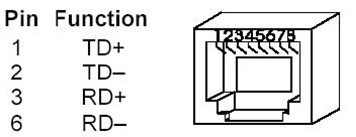 Pin Function
1 TD+
2 TD–
3 RD+
6 RD–
12345678